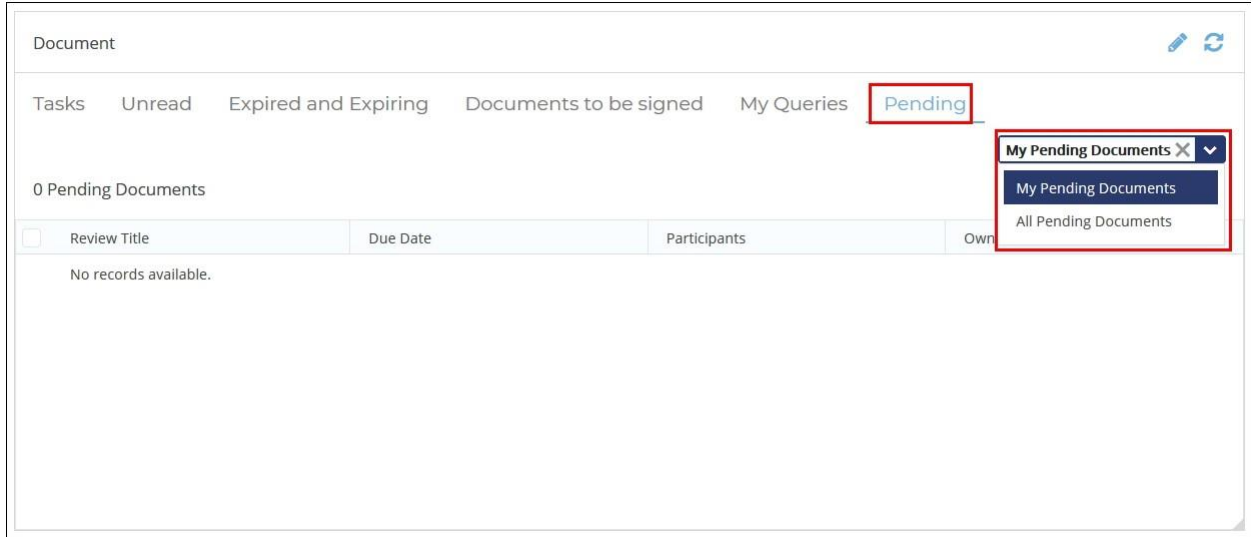 Document
Tasks Unread Expired and Expiring Documents to be signed My Queries Pending
My Pending Documents
0 Pending Documents
My Pending Documents
All Pending Documents
Review Title Due Date Participants Own
No records available.